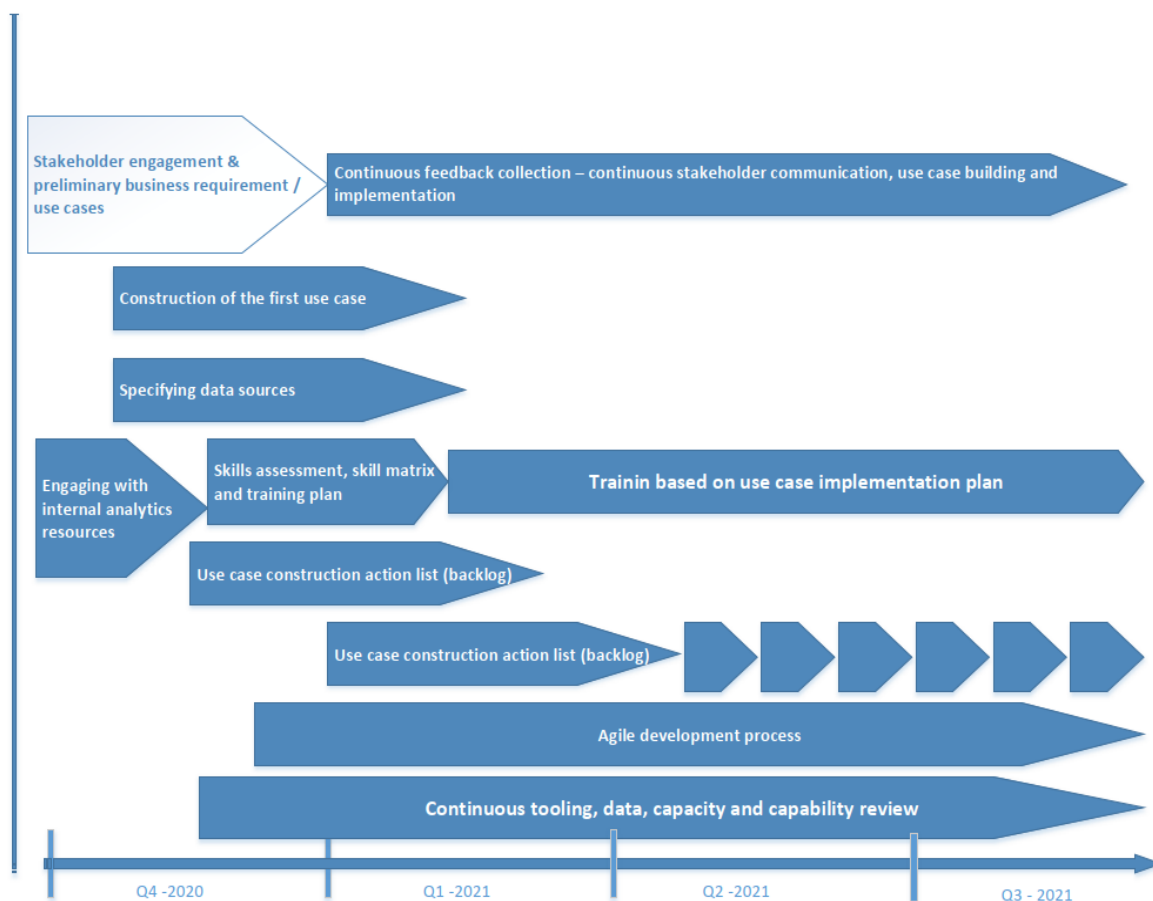 Stakeholder engagement &
preliminary business requirement /
use cases
Continuous feedback collection – continuous stakeholder communication, use case building and
implementation
Construction of the first use case
Specifying data sources
Engaging with
internal analytics
resources
Skills assessment, skill matrix
and training plan
Trainin based on use case implementation plan
Use case construction action list (backlog)
Use case construction action list (backlog)
Agile development process
Continuous tooling, data, capacity and capability review
Q4 -2020
Q1 -2021
Q2 -2021
Q3 - 2021